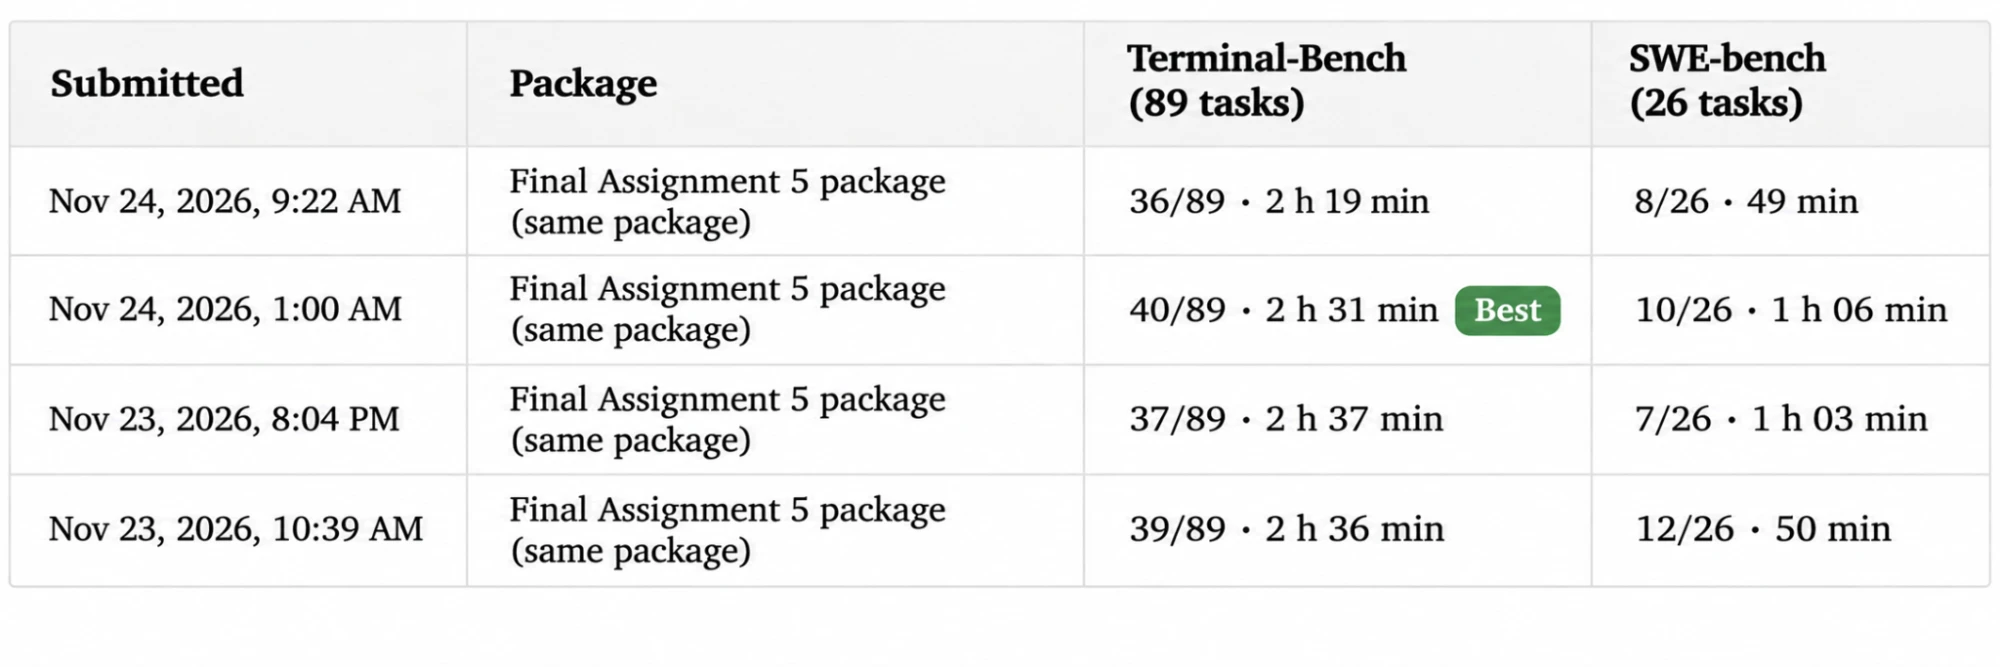 Submitted
Package
Terminal-Bench
(89 tasks)
SWE-bench
(26 tasks)
Nov 24, 2026, 9:22 AM
Final Assignment 5 package
(same package)
36/89 · 2 h 19 min
8/26 · 49 min
Nov 24, 2026, 1:00 AM
Final Assignment 5 package
(same package)
40/89 · 2 h 31 min
Best
10/26 · 1 h 06 min
Nov 23, 2026, 8:04 PM
Final Assignment 5 package
(same package)
37/89 · 2 h 37 min
7/26 · 1 h 03 min
Nov 23, 2026, 10:39 AM
Final Assignment 5 package
(same package)
39/89 · 2 h 36 min
12/26 · 50 min